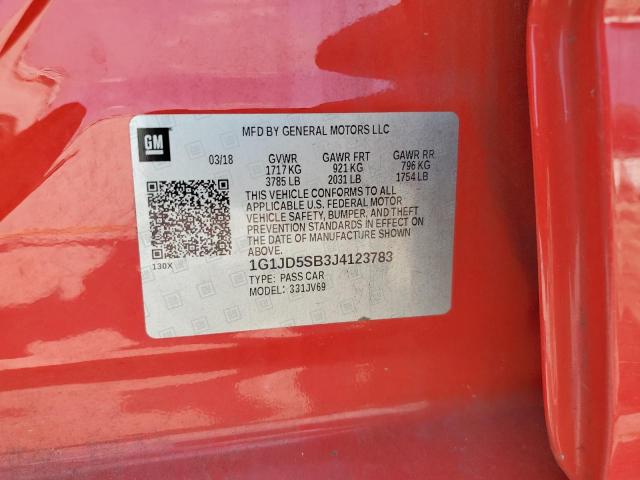 GM
MFD BY GENERAL MOTORS LLC
03/18 GVWR GAWR FRT GAWR RR
1717 KG 921 KG 796 KG
3785 LB 2031 LB 1754 LB
THIS VEHICLE CONFORMS TO ALL
APPLICABLE U.S. FEDERAL MOTOR
VEHICLE SAFETY, BUMPER, AND THEFT
PREVENTION STANDARDS IN EFFECT ON
THE DATE OF MANUFACTURE SHOWN
ABOVE.
130X
1G1JD5SB3J4123783
TYPE: PASS CAR
MODEL: 331JV69